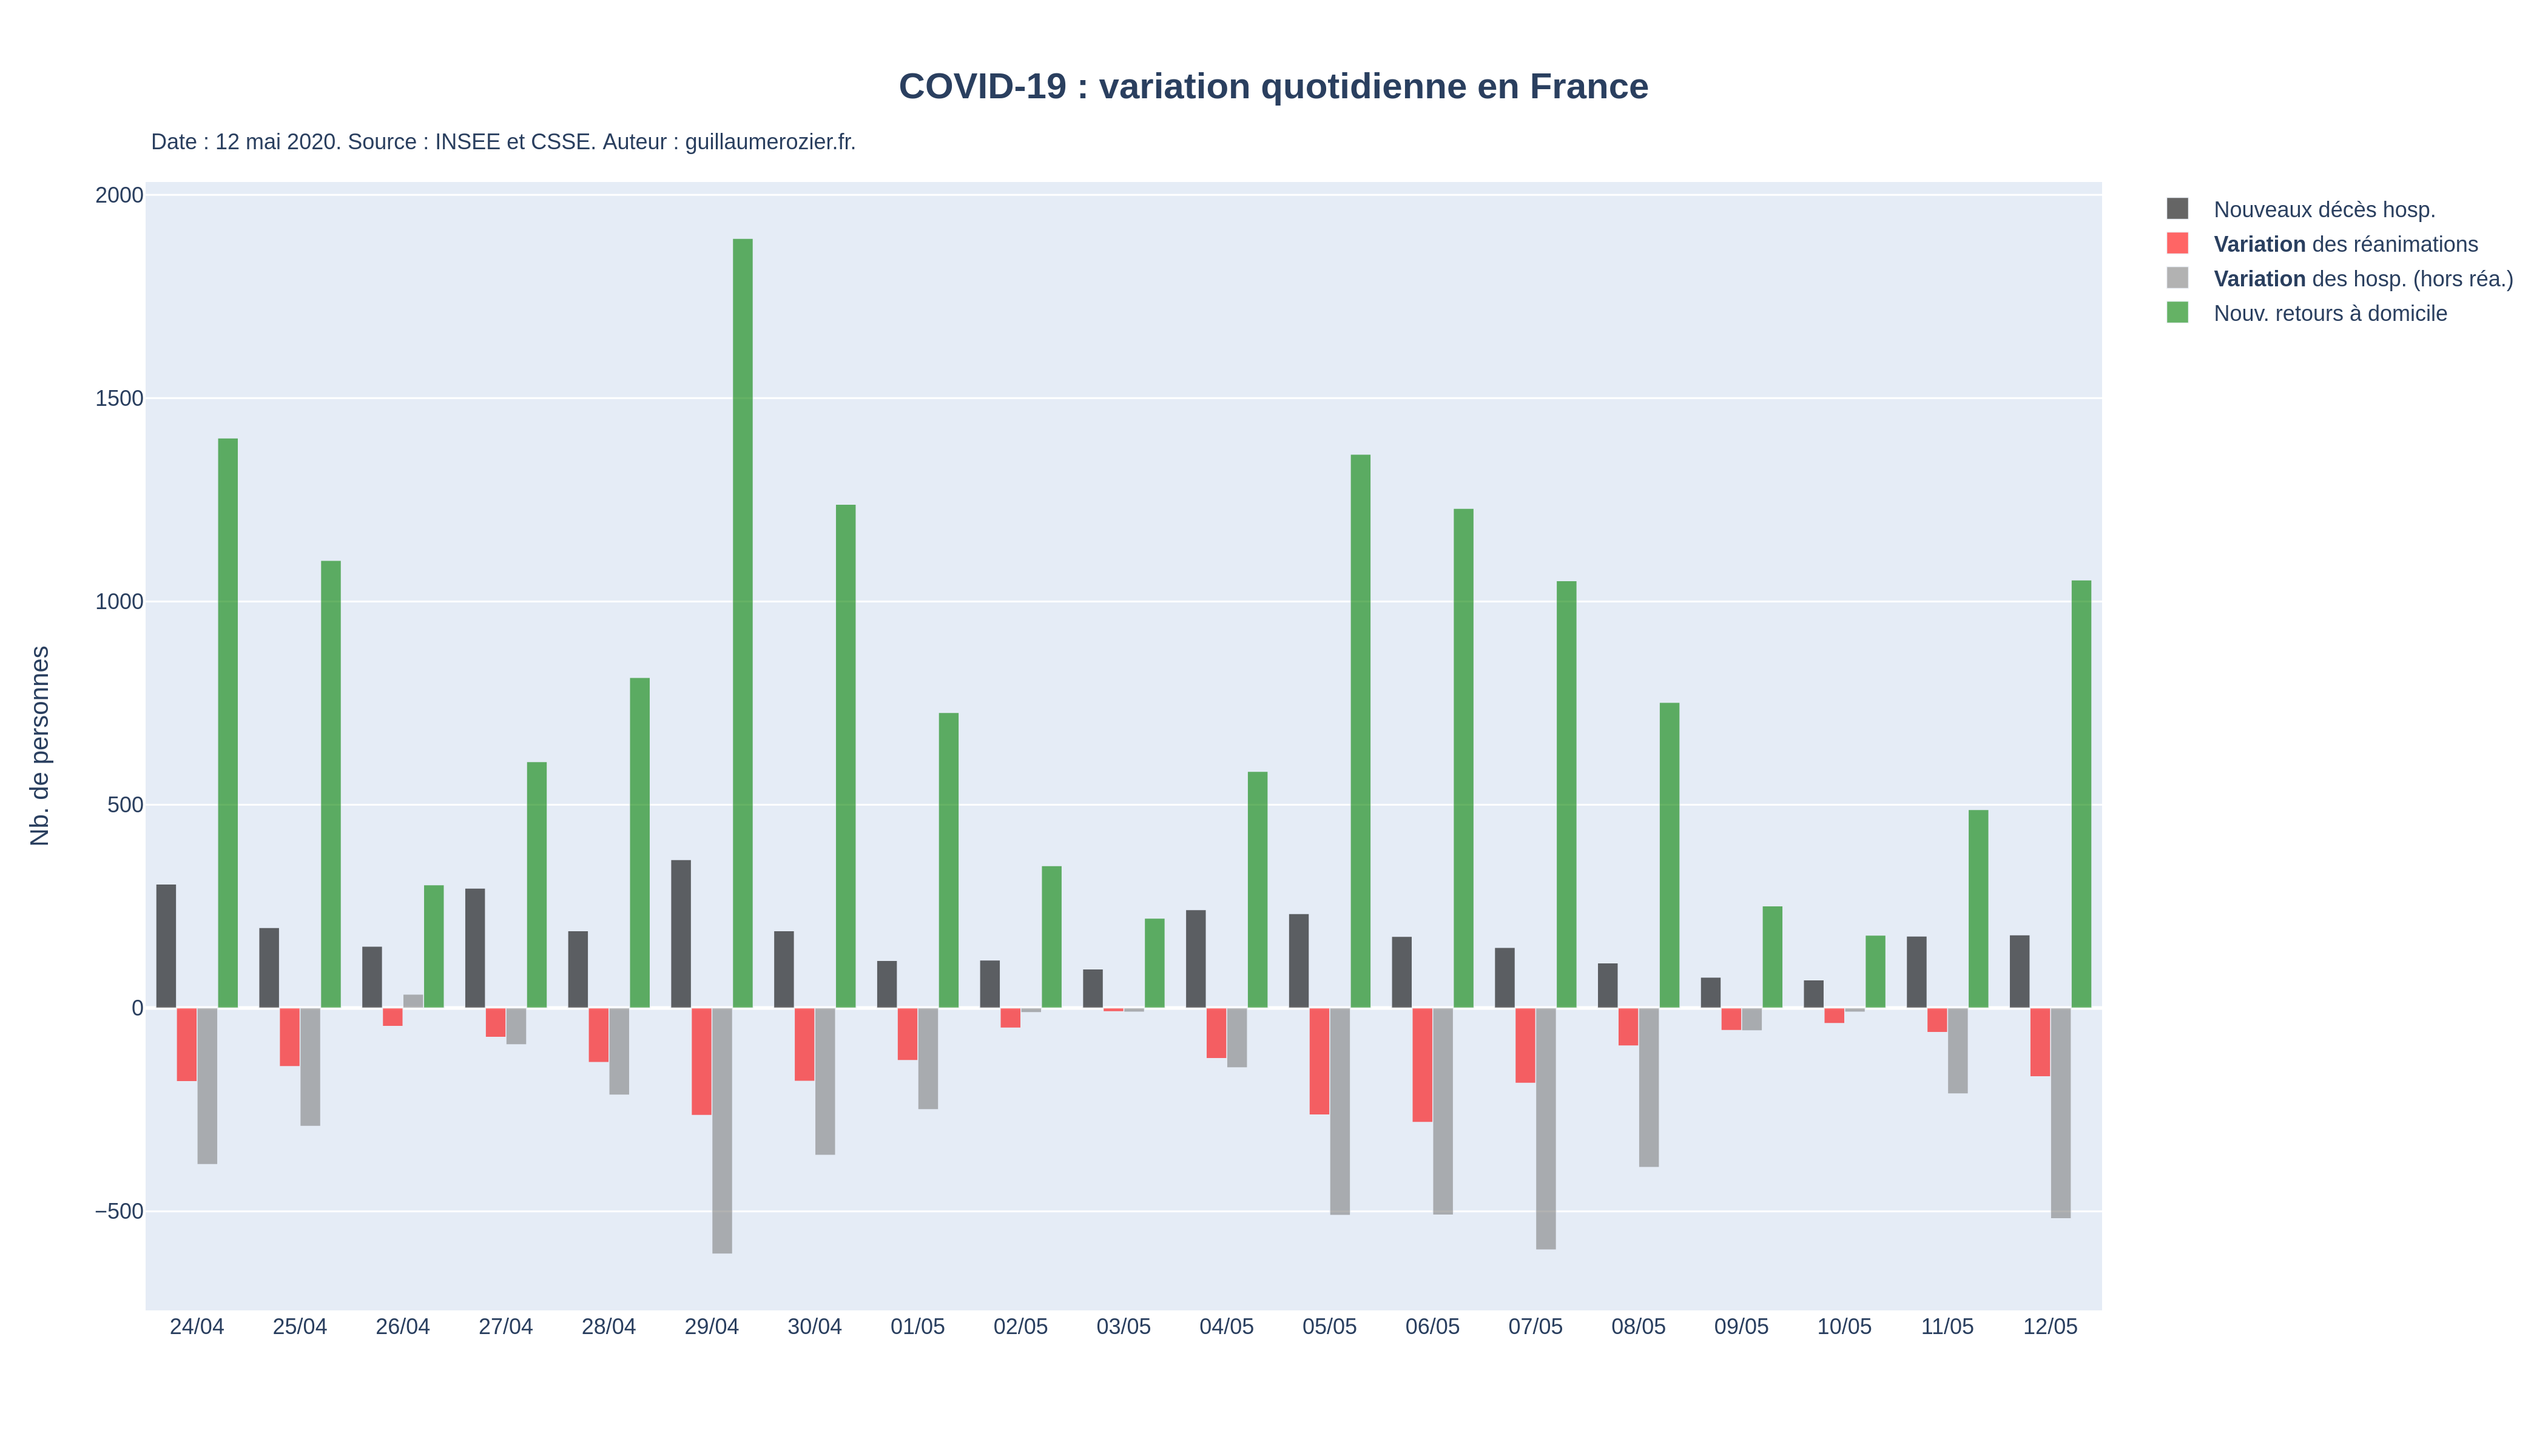 COVID-19 : variation quotidienne en France
Date : 12 mai 2020. Source : INSEE et CSSE. Auteur : guillaumerozier.fr.
Nouveaux décès hosp.
Variation des réanimations
Variation des hosp. (hors réa.)
Nouv. retours à domicile
Nb. de personnes
2000
1500
1000
500
0
−500
24/04 25/04 26/04 27/04 28/04 29/04 30/04 01/05 02/05 03/05 04/05 05/05 06/05 07/05 08/05 09/05 10/05 11/05 12/05